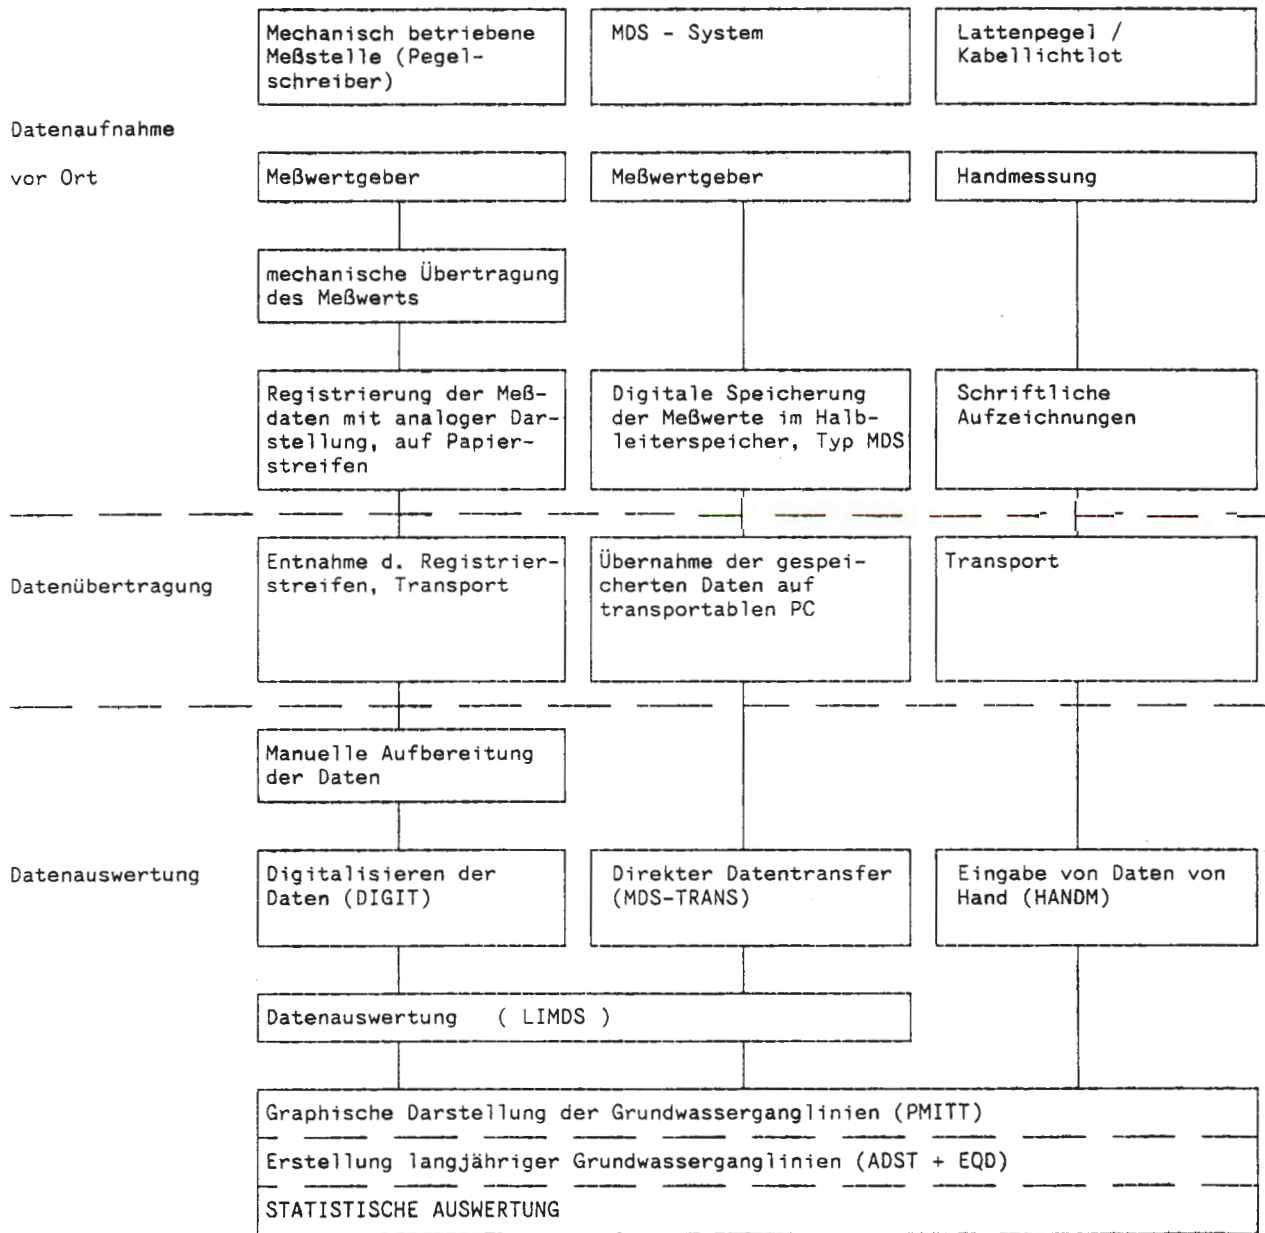 Mechanisch betriebene
Meßstelle (Pegel-
schreiber)
MDS - System
Lattenpegel /
Kabellichtlot
Datenaufnahme
vor Ort
Meßwertgeber
Meßwertgeber
Handmessung
mechanische Übertragung
des Meßwerts
Registrierung der Meß-
daten mit analoger Dar-
stellung, auf Papier-
streifen
Digitale Speicherung
der Meßwerte im Halb-
leiterspeicher, Typ MDS
Schriftliche
Aufzeichnungen
Datenübertragung
Entnahme d. Registrier-
streifen, Transport
Übernahme der gespei-
cherten Daten auf
transportablen PC
Transport
Manuelle Aufbereitung
der Daten
Datenauswertung
Digitalisieren der
Daten (DIGIT)
Direkter Datentransfer
(MDS-TRANS)
Eingabe von Daten von
Hand (HANDM)
Datenauswertung ( LIMDS )
Graphische Darstellung der Grundwasserganglinien (PMITT)
Erstellung langjähriger Grundwasserganglinien (ADST + EQD)
STATISTISCHE AUSWERTUNG